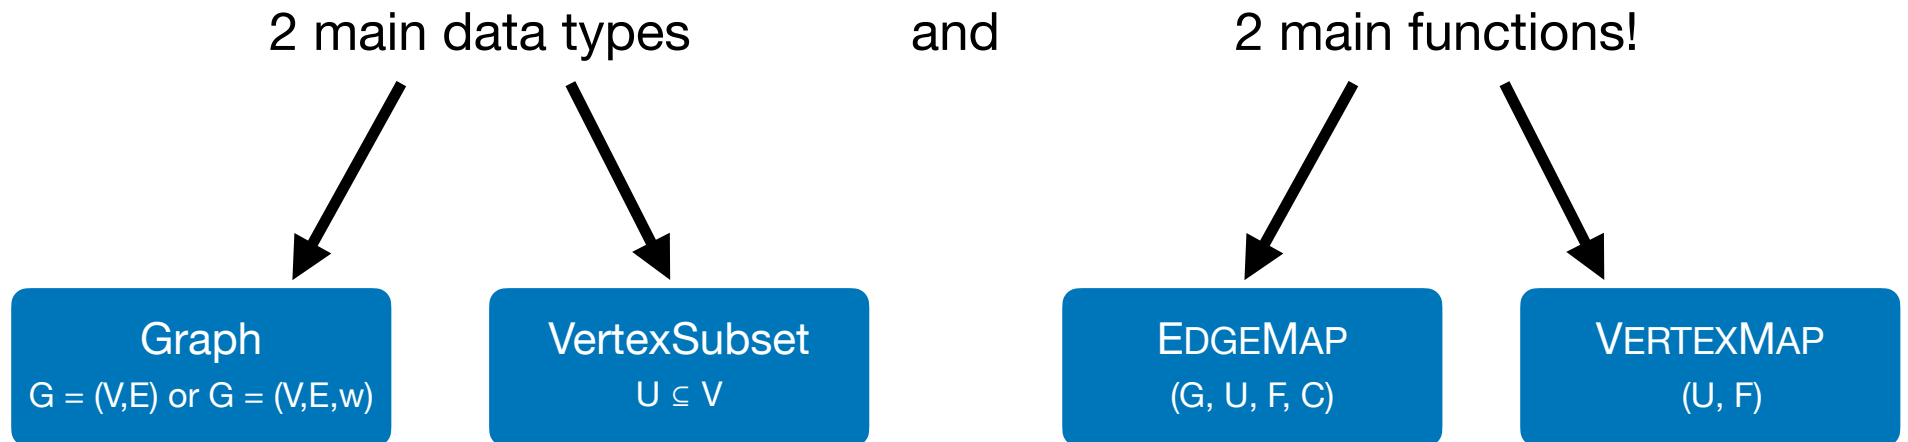 2 main data types and 2 main functions!
Graph
G = (V,E) or G = (V,E,w)
VertexSubset
U ⊆ V
EDGEMAP
(G, U, F, C)
VERTEXMAP
(U, F)